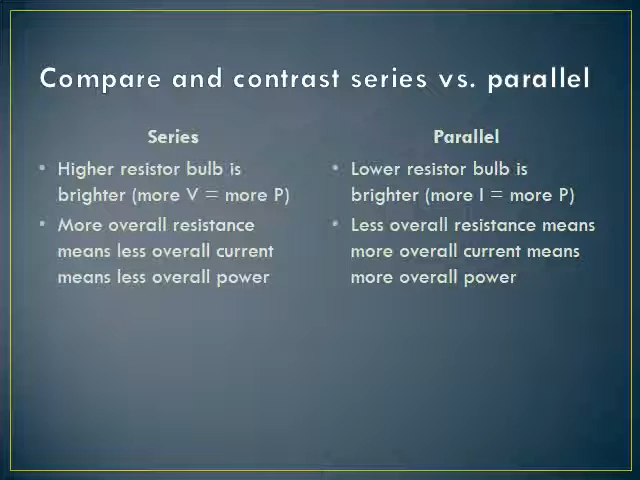 Compare and contrast series vs. parallel
Series
• Higher resistor bulb is
brighter (more V = more P)
• More overall resistance
means less overall current
means less overall power
Parallel
• Lower resistor bulb is
brighter (more I = more P)
• Less overall resistance means
more overall current means
more overall power